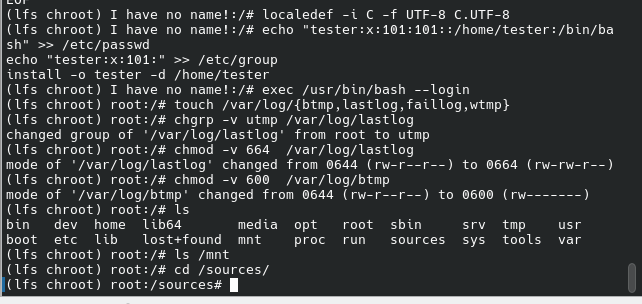 EOF
(lfs chroot) I have no name!:/# localedef -i C -f UTF-8 C.UTF-8
(lfs chroot) I have no name!:/# echo "tester:x:101:101::/home/tester:/bin/ba
sh" >> /etc/passwd
echo "tester:x:101:" >> /etc/group
install -o tester -d /home/tester
(lfs chroot) I have no name!:/# exec /usr/bin/bash --login
(lfs chroot) root:/# touch /var/log/{btmp,lastlog,faillog,wtmp}
(lfs chroot) root:/# chgrp -v utmp /var/log/lastlog
changed group of '/var/log/lastlog' from root to utmp
(lfs chroot) root:/# chmod -v 664  /var/log/lastlog
mode of '/var/log/lastlog' changed from 0644 (rw-r--r--) to 0664 (rw-rw-r--)
(lfs chroot) root:/# chmod -v 600  /var/log/btmp
mode of '/var/log/btmp' changed from 0644 (rw-r--r--) to 0600 (rw-------)
(lfs chroot) root:/# ls
bin   dev  home  lib64       media  opt   root  sbin     srv  tmp    usr
boot  etc  lib   lost+found  mnt    proc  run   sources  sys  tools  var
(lfs chroot) root:/# ls /mnt
(lfs chroot) root:/# cd /sources/
(lfs chroot) root:/sources#